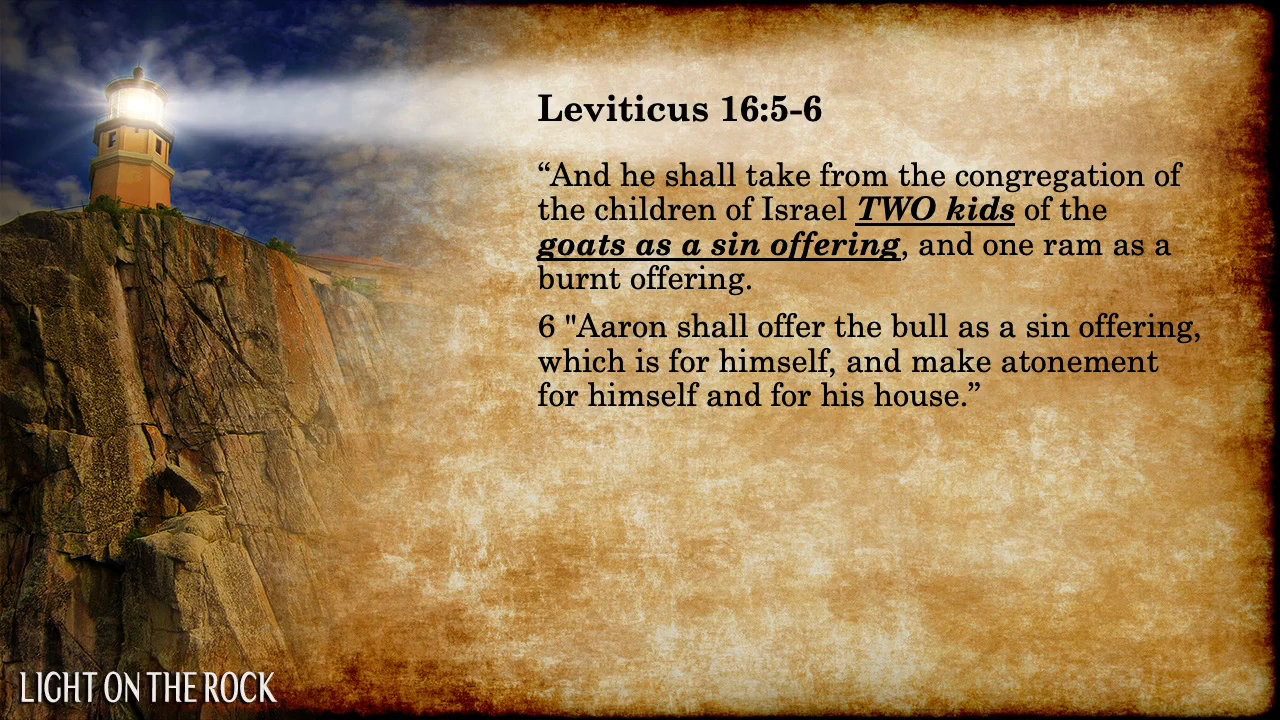 Leviticus 16:5-6
“And he shall take from the congregation of
the children of Israel TWO kids of the
goats as a sin offering, and one ram as a
burnt offering.
6 "Aaron shall offer the bull as a sin offering,
which is for himself, and make atonement
for himself and for his house.”
LIGHT ON THE ROCK